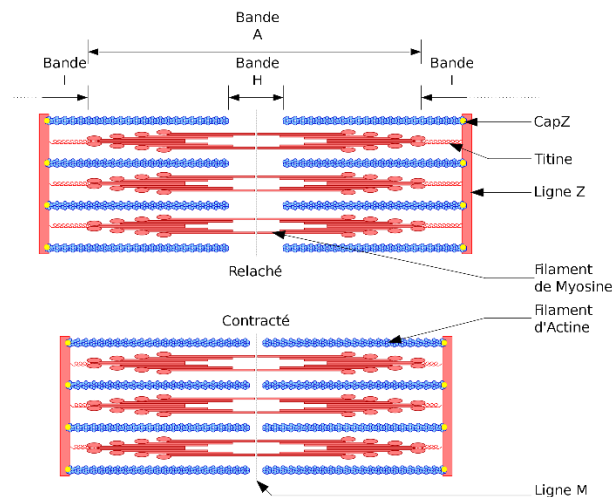 Bande
A
Bande
I
Bande
H
Bande
I
CapZ
Titine
Ligne Z
Relaché
Filament
de Myosine
Contracté
Filament
d'Actine
Ligne M